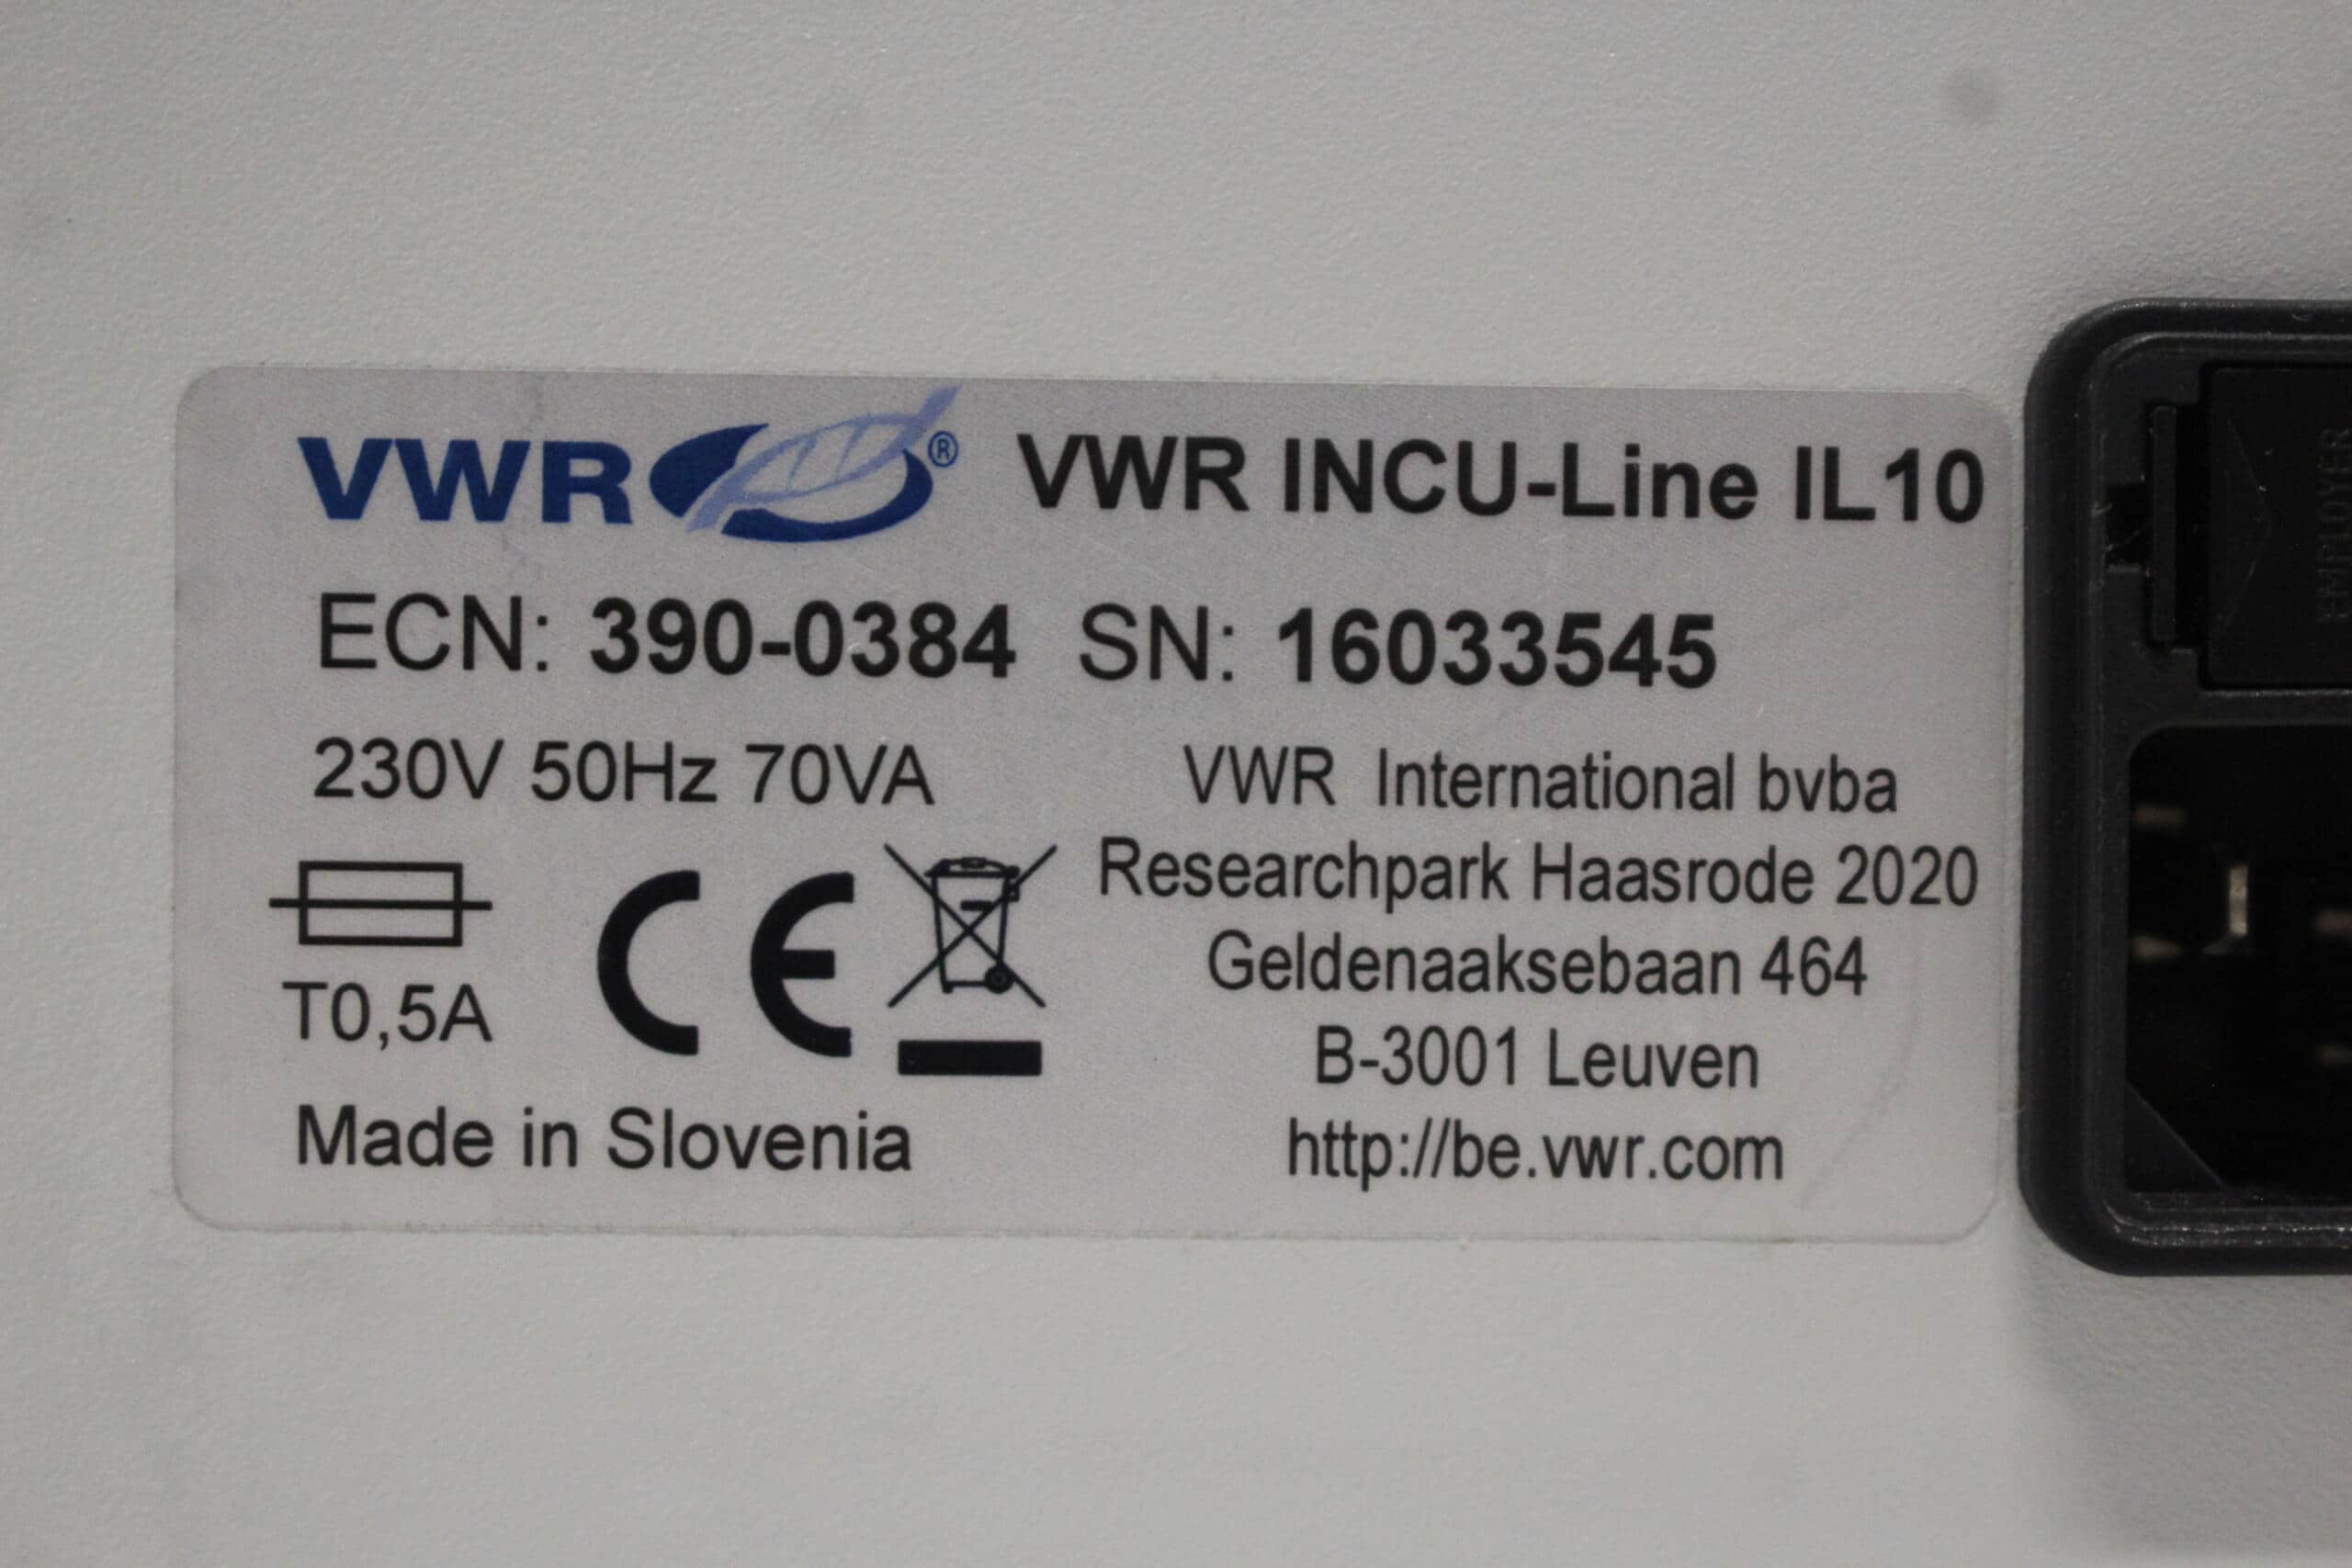 VWR ® VWR INCU-Line IL10
ECN: 390-0384 SN: 16033545
230V 50Hz 70VA
T0,5A
CE
Made in Slovenia
VWR International bvba
Researchpark Haasrode 2020
Geldenaaksebaan 464
B-3001 Leuven
http://be.vwr.com